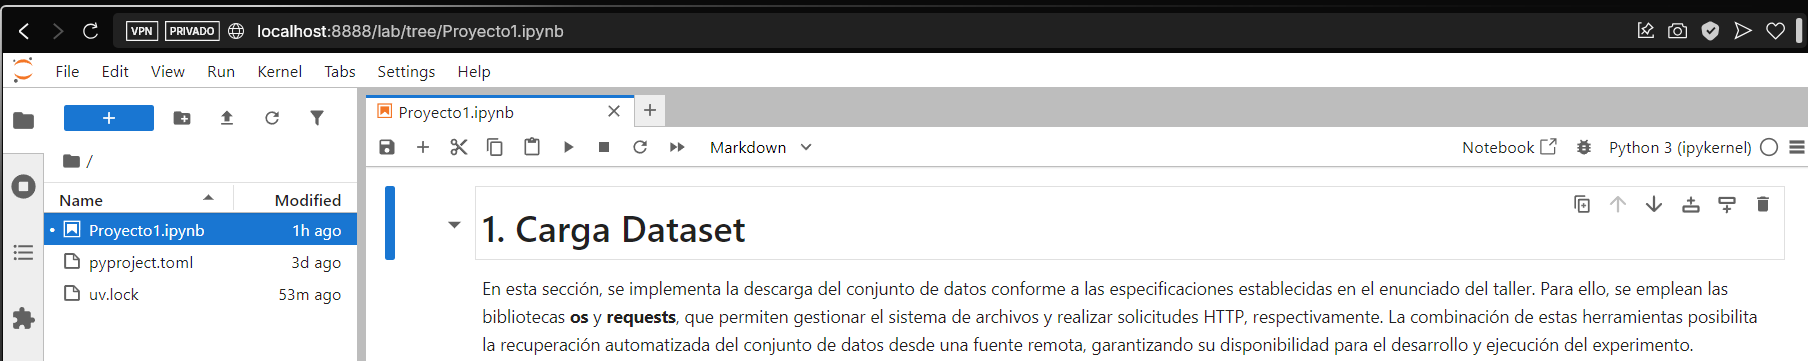 VPN PRIVADO localhost:8888/lab/tree/Proyecto1.ipynb
File Edit View Run Kernel Tabs Settings Help
+
Proyecto1.ipynb
Markdown
Notebook
Python 3 (ipykernel)
/
Name Modified
Proyecto1.ipynb 1h ago
pyproject.toml 3d ago
uv.lock 53m ago
1. Carga Dataset
En esta sección, se implementa la descarga del conjunto de datos conforme a las especificaciones establecidas en el enunciado del taller. Para ello, se emplean las
bibliotecas os y requests, que permiten gestionar el sistema de archivos y realizar solicitudes HTTP, respectivamente. La combinación de estas herramientas posibilita
la recuperación automatizada del conjunto de datos desde una fuente remota, garantizando su disponibilidad para el desarrollo y ejecución del experimento.